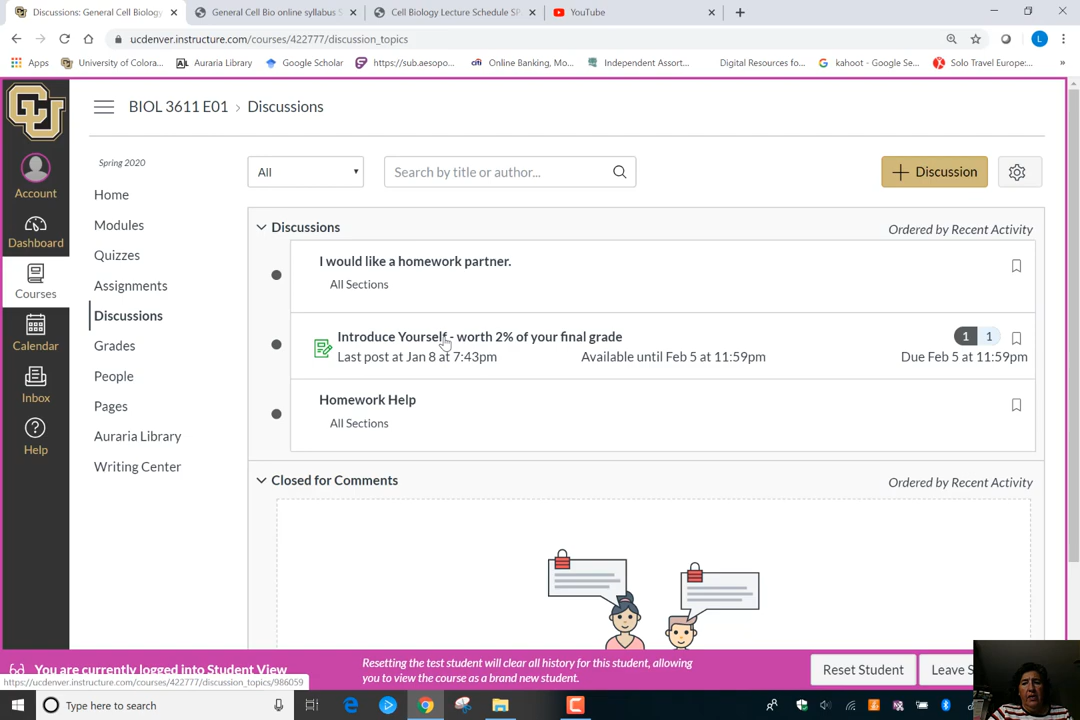 Discussions: General Cell Biology
General Cell Bio online syllabus S
Cell Biology Lecture Schedule SP
YouTube
ucdenver.instructure.com/courses/422777/discussion_topics
L
Apps
University of Colora...
Auraria Library
Google Scholar
https://sub.aesopo...
Online Banking, Mo...
Independent Assort...
Digital Resources fo...
kahoot - Google Se...
Solo Travel Europe:...
BIOL 3611 E01 › Discussions
Spring 2020
Account
Dashboard
Courses
Calendar
Inbox
Help
Home
Modules
Quizzes
Assignments
Discussions
Grades
People
Pages
Auraria Library
Writing Center
All
Search by title or author...
Discussion
Discussions
Ordered by Recent Activity
I would like a homework partner.
All Sections
Introduce Yourself - worth 2% of your final grade
1 1
Last post at Jan 8 at 7:43pm
Available until Feb 5 at 11:59pm
Due Feb 5 at 11:59pm
Homework Help
All Sections
Closed for Comments
Ordered by Recent Activity
You are currently logged into Student View
Resetting the test student will clear all history for this student, allowing
you to view the course as a brand new student.
Reset Student
Leave S
https://ucdenver.instructure.com/courses/422777/discussion_topics/986059
Type here to search